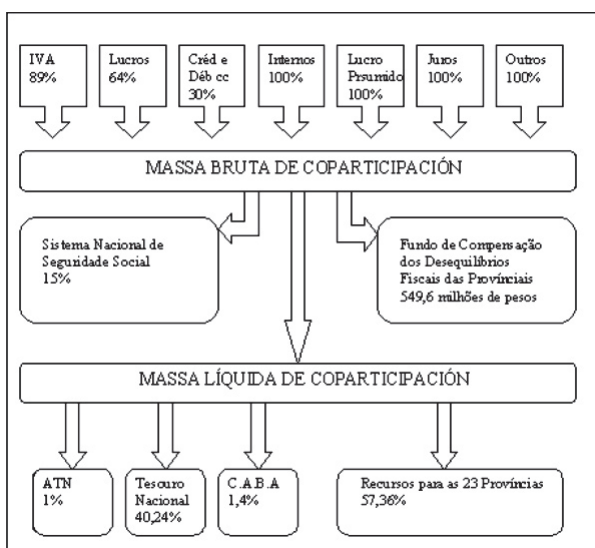 IVA
89%
Lucros
64%
Créd e
Déb cc
30%
Internos
100%
Lucro
Prsumido
100%
Juros
100%
Outros
100%
MASSA BRUTA DE COPARTICIPACIÓN
Sistema Nacional de
Seguridade Social
15%
Fundo de Compensação
dos Desequilíbrios
Fiscais das Províncias
549,6 milhões de pesos
MASSA LÍQUIDA DE COPARTICIPACIÓN
ATN
1%
Tesouro
Nacional
40,24%
C.A.B.A
1,4%
Recursos para as 23 Províncias
57,36%